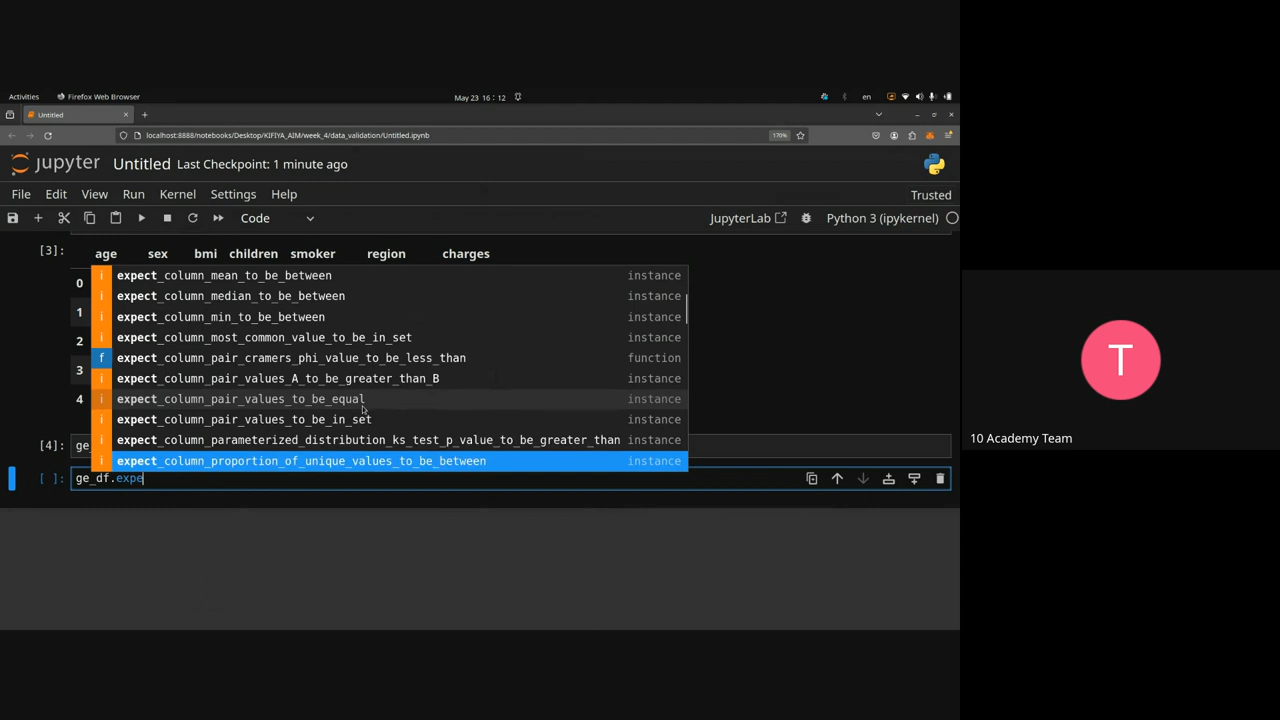 Activities Firefox Web Browser May 23 16:12 en
Untitled
localhost:8888/notebooks/Desktop/KIFIYA_AIM/week_4/data_validation/Untitled.ipynb 170%
jupyter Untitled Last Checkpoint: 1 minute ago
File Edit View Run Kernel Settings Help Trusted
Code JupyterLab Python 3 (ipykernel)
[3]: age sex bmi children smoker region charges
i expect_column_mean_to_be_between instance
0
i expect_column_median_to_be_between instance
1 i expect_column_min_to_be_between instance
2 i expect_column_most_common_value_to_be_in_set instance
f expect_column_pair_cramers_phi_value_to_be_less_than function
3 i expect_column_pair_values_A_to_be_greater_than_B instance
4 i expect_column_pair_values_to_be_equal instance
i expect_column_pair_values_to_be_in_set instance
i expect_column_parameterized_distribution_ks_test_p_value_to_be_greater_than instance
[4]: ge_
i expect_column_proportion_of_unique_values_to_be_between instance
[ ]: ge_df.expe
T
10 Academy Team